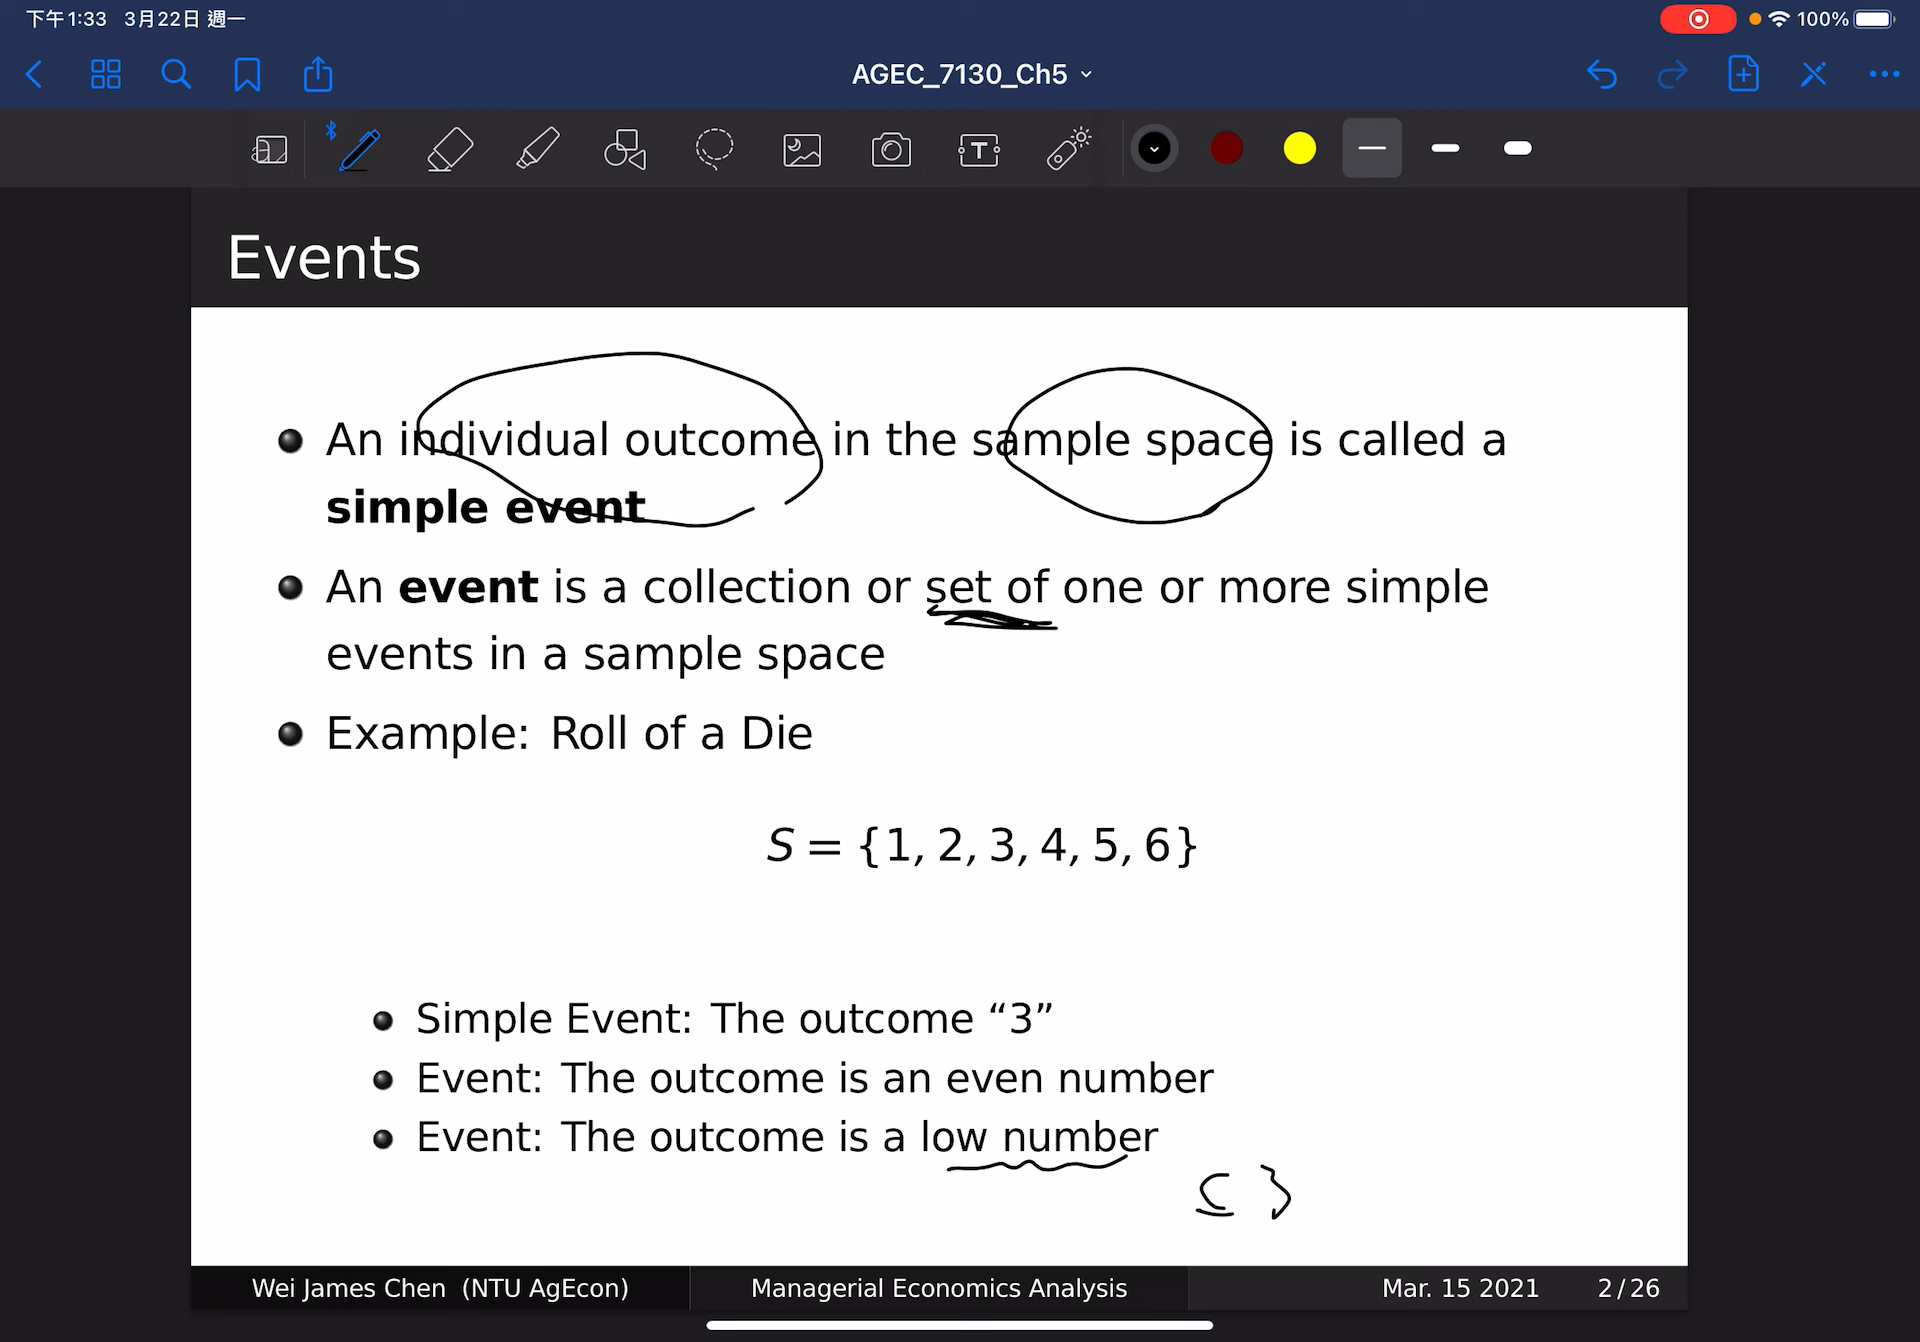 下午1:33 3月22日 週一
100%
AGEC_7130_Ch5
T
Events
An individual outcome in the sample space is called a
simple event
An event is a collection or set of one or more simple
events in a sample space
Example: Roll of a Die
S = {1, 2, 3, 4, 5, 6}
Simple Event: The outcome “3”
Event: The outcome is an even number
Event: The outcome is a low number
Wei James Chen (NTU AgEcon) Managerial Economics Analysis Mar. 15 2021 2/26